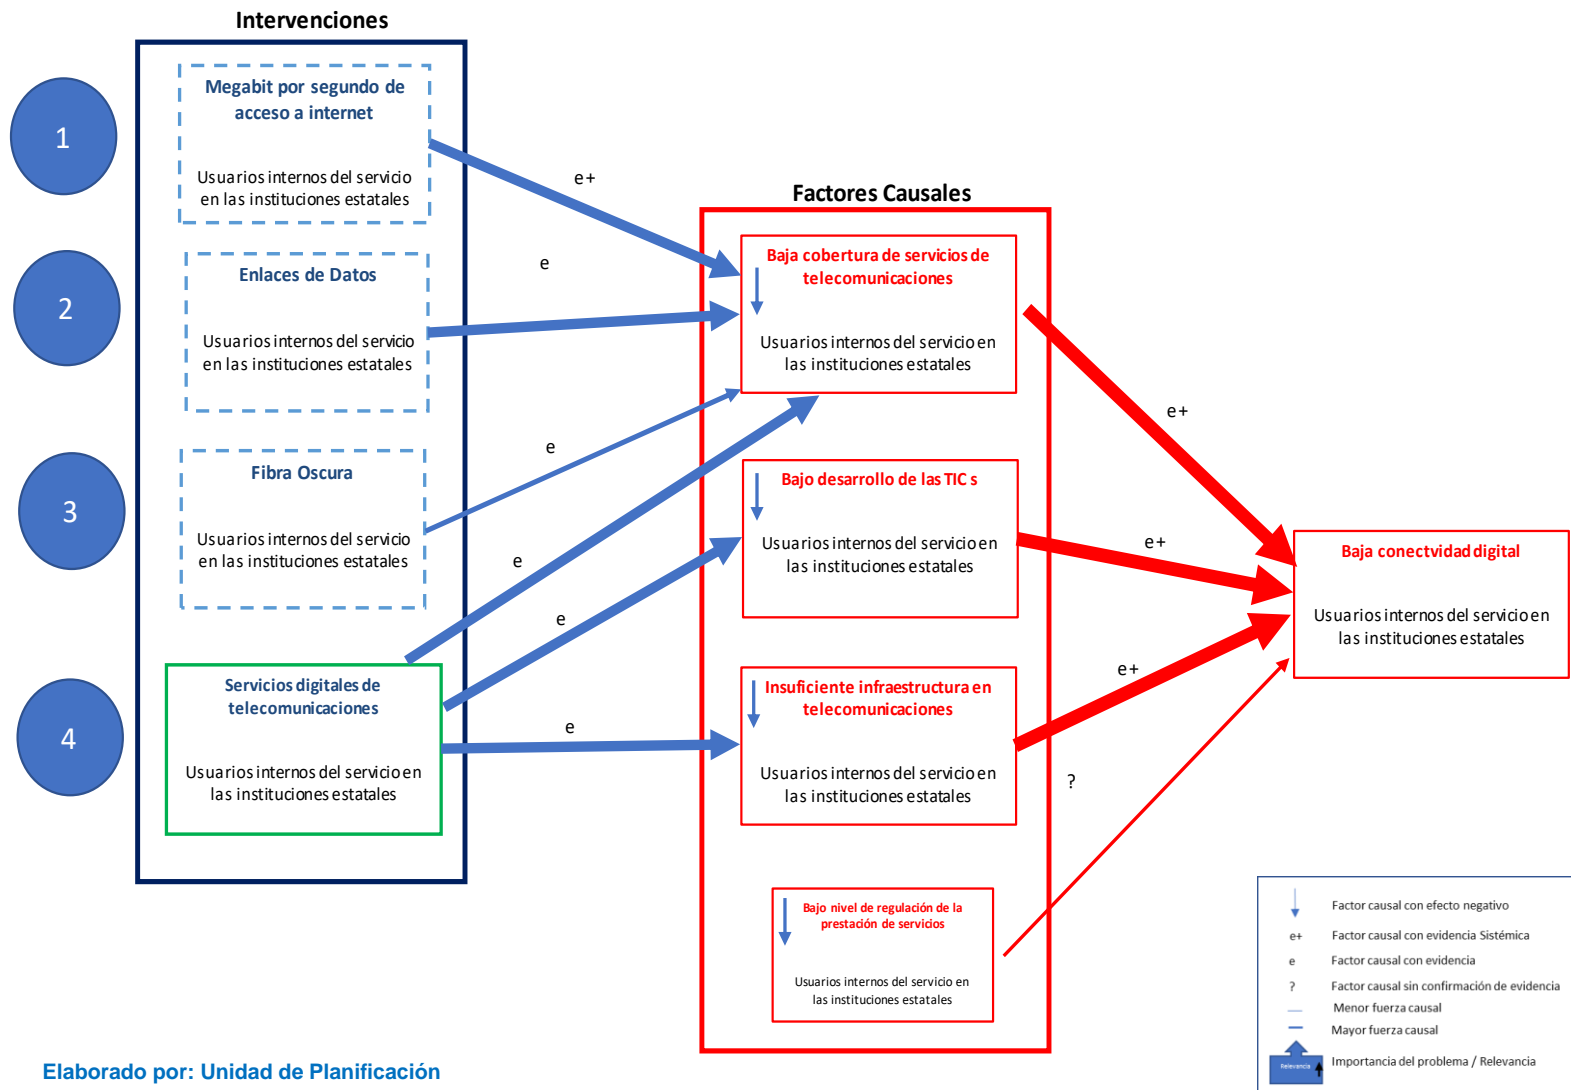 Intervenciones
1
Megabit por segundo de
acceso a internet
Usuarios internos del servicio
en las instituciones estatales
e+
2
Enlaces de Datos
Usuarios internos del servicio
en las instituciones estatales
e
3
Fibra Oscura
Usuarios internos del servicio
en las instituciones estatales
e
4
Servicios digitales de
telecomunicaciones
Usuarios internos del servicio en
las instituciones estatales
e
e
e
Factores Causales
Baja cobertura de servicios de
telecomunicaciones
Usuarios internos del servicio en
las instituciones estatales
e+
Bajo desarrollo de las TIC s
Usuarios internos del servicio en
las instituciones estatales
e+
Insuficiente infraestructura en
telecomunicaciones
Usuarios internos del servicio en
las instituciones estatales
e+
Bajo nivel de regulación de la
prestación de servicios
Usuarios internos del servicio en
las instituciones estatales
?
Baja conectvidad digital
Usuarios internos del servicio en
las instituciones estatales
Factor causal con efecto negativo
e+ Factor causal con evidencia Sistémica
e Factor causal con evidencia
? Factor causal sin confirmación de evidencia
Menor fuerza causal
Mayor fuerza causal
Relevancia Importancia del problema / Relevancia
Elaborado por: Unidad de Planificación